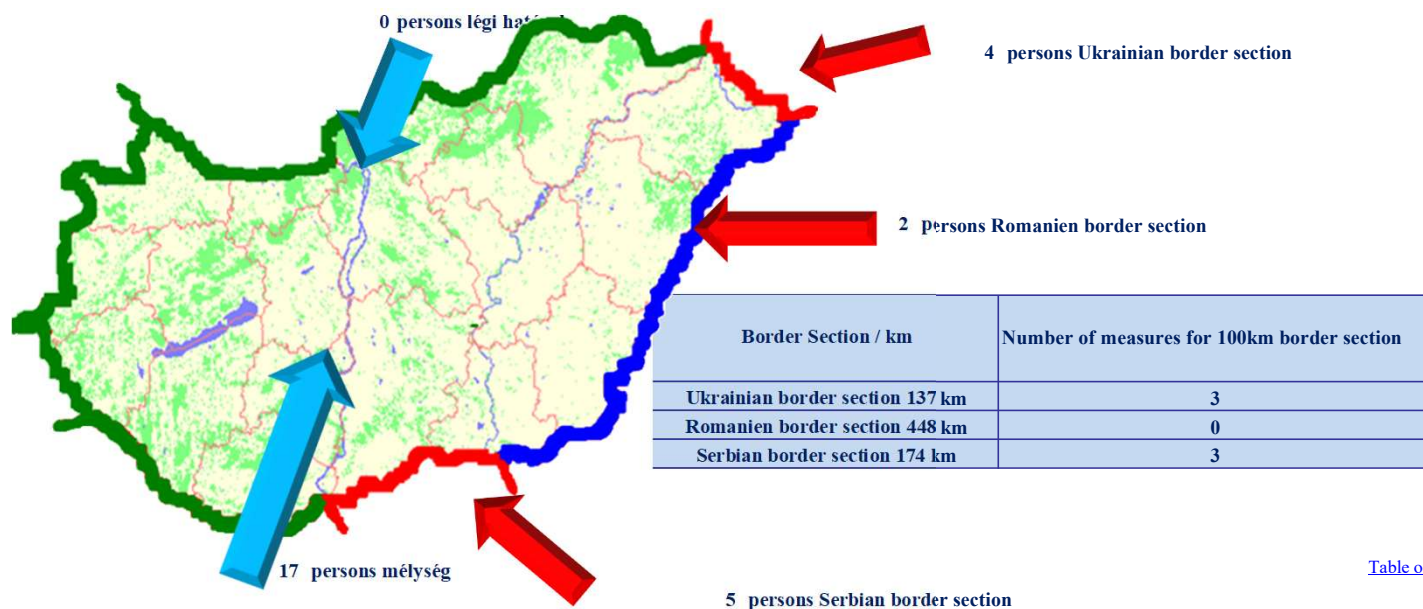 0 persons légi
4 persons Ukrainian border section
2 persons Romanien border section
Border Section / km Number of measures for 100km border section
Ukrainian border section 137 km 3
Romanien border section 448 km 0
Serbian border section 174 km 3
17 persons mélység
Table o
5 persons Serbian border section